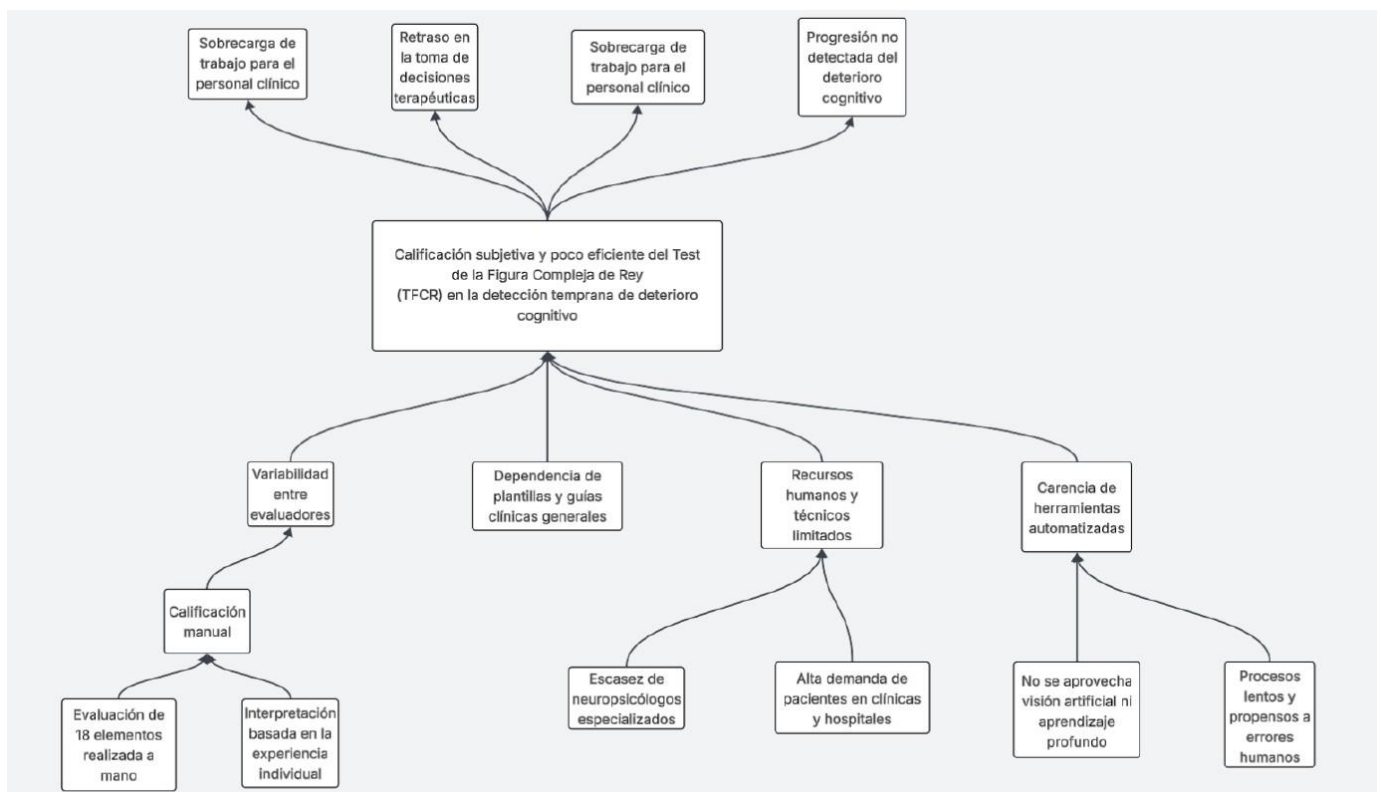 Sobrecarga de
trabajo para el
personal clínico
Retraso en
la toma de
decisiones
terapéuticas
Sobrecarga de
trabajo para el
personal clínico
Progresión no
detectada del
deterioro
cognitivo
Calificación subjetiva y poco eficiente del Test
de la Figura Compleja de Rey
(TFCR) en la detección temprana de deterioro
cognitivo
Variabilidad
entre
evaluadores
Dependencia de
plantillas y guías
clínicas generales
Recursos
humanos y
técnicos
limitados
Carencia de
herramientas
automatizadas
Calificación
manual
Evaluación de
18 elementos
realizada a
mano
Interpretación
basada en la
experiencia
individual
Escasez de
neuropsicólogos
especializados
Alta demanda de
pacientes en clínicas
y hospitales
No se aprovecha
visión artificial ni
aprendizaje
profundo
Procesos
lentos y
propensos a
errores
humanos